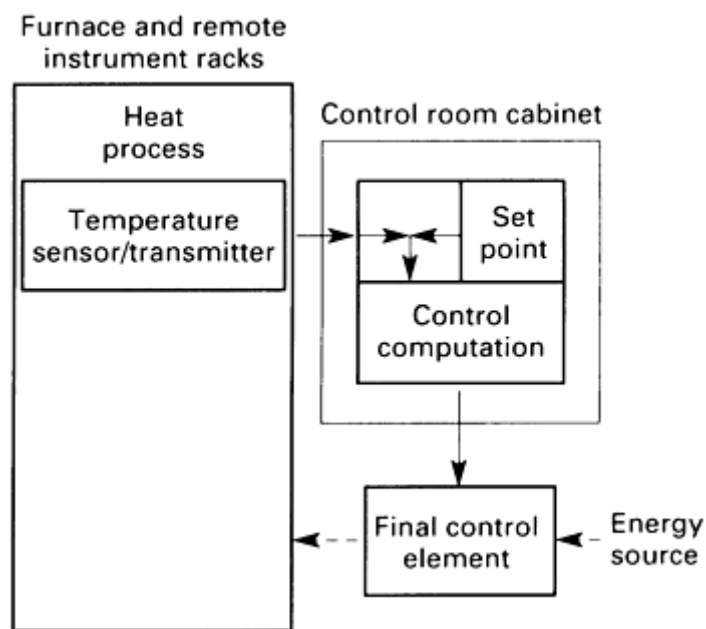 Furnace and remote
instrument racks
Heat
process
Control room cabinet
Temperature
sensor/transmitter
Set
point
Control
computation
Final control
element
Energy
source